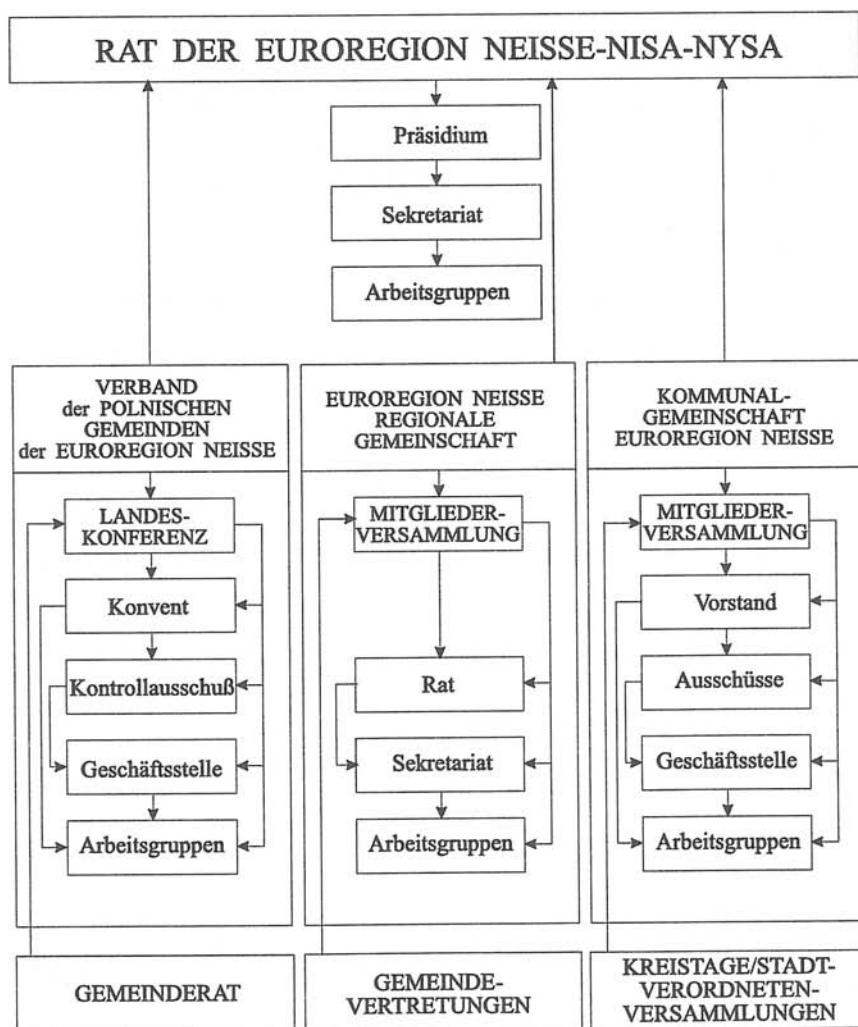 RAT DER EUROREGION NEISSE-NISA-NYSA
Präsidium
Sekretariat
Arbeitsgruppen
VERBAND
der POLNISCHEN
GEMEINDEN
der EUROREGION NEISSE
LANDES-
KONFERENZ
Konvent
Kontrollausschuß
Geschäftsstelle
Arbeitsgruppen
GEMEINDERAT
EUROREGION NEISSE
REGIONALE
GEMEINSCHAFT
MITGLIEDER-
VERSAMMLUNG
Rat
Sekretariat
Arbeitsgruppen
GEMEINDE-
VERTRETUNGEN
KOMMUNAL-
GEMEINSCHAFT
EUROREGION NEISSE
MITGLIEDER-
VERSAMMLUNG
Vorstand
Ausschüsse
Geschäftsstelle
Arbeitsgruppen
KREISTAGE/STADT-
VERORDNETEN-
VERSAMMLUNGEN